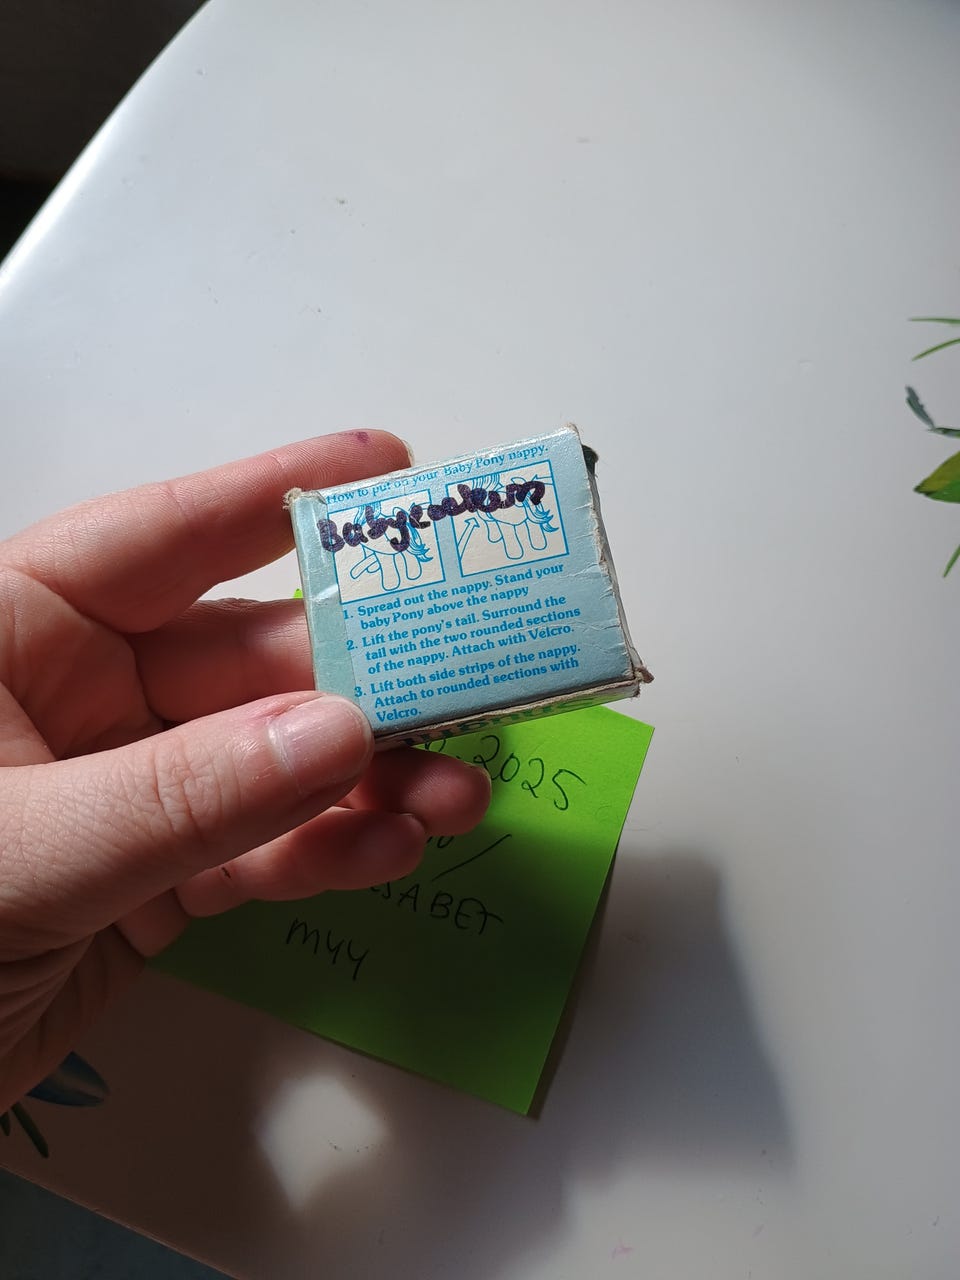 How to put on your Baby Pony nappy.
1. Spread out the nappy. Stand your
baby Pony above the nappy
2. Lift the pony's tail. Surround the
tail with the two rounded sections
of the nappy. Attach with Velcro.
3. Lift both side strips of the nappy.
Attach to rounded sections with
Velcro.
2025
SABET
myy